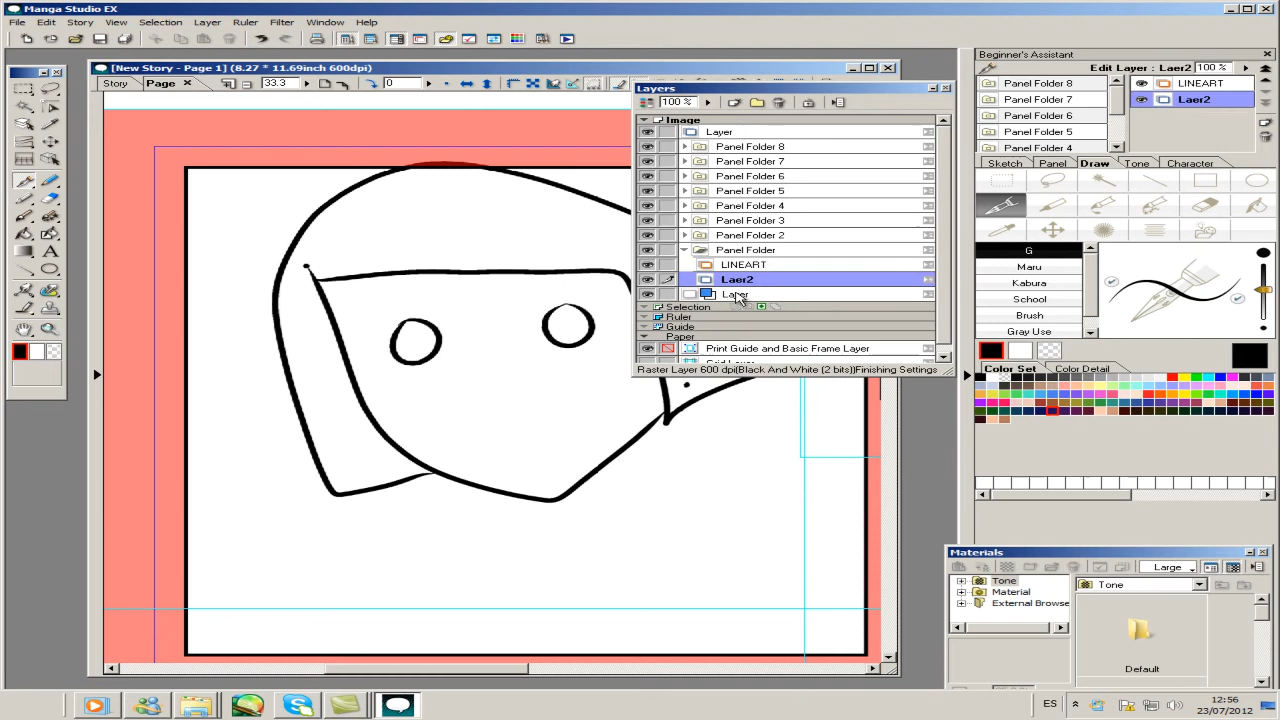 Manga Studio EX
File Edit Story View Selection Layer Ruler Filter Window Help
[New Story - Page 1] (8.27 * 11.69inch 600dpi)
Story Page 33.3 0
Layers
100 %
Image
Layer
Panel Folder 8
Panel Folder 7
Panel Folder 6
Panel Folder 5
Panel Folder 4
Panel Folder 3
Panel Folder 2
Panel Folder
LINEART
Laer2
Layer
Selection
Ruler
Guide
Paper
Print Guide and Basic Frame Layer
Raster Layer 600 dpi(Black And White (2 bits)Finishing Settings
Beginner's Assistant
Edit Layer : Laer2 100 %
Panel Folder 8
Panel Folder 7
Panel Folder 6
Panel Folder 5
Panel Folder 4
LINEART
Laer2
Sketch Panel Draw Tone Character
G
Maru
Kabura
School
Brush
Gray Use
Color Set Color Detail
Materials
Large
Tone
Material
External Browse
Tone
Default
ES
12:56
23/07/2012